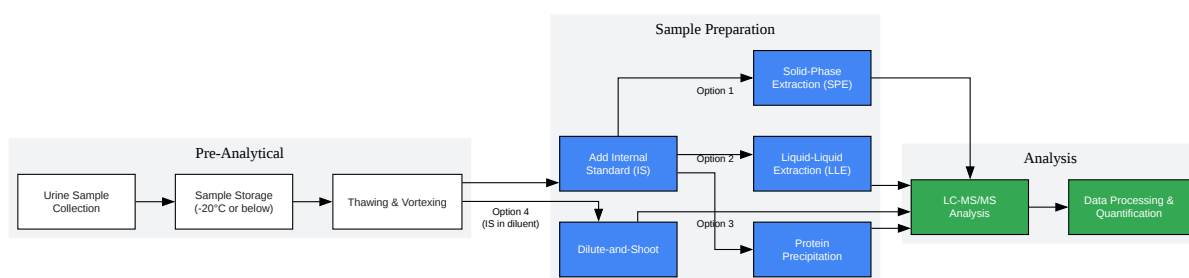 Sample Preparation
Solid-Phase
Extraction (SPE)
Option 1
Pre-Analytical
Add Internal
Standard (IS)
Option 2
Liquid-Liquid
Extraction (LLE)
Analysis
Urine Sample
Collection
Sample Storage
(-20°C or below)
Thawing & Vortexing
LC-MS/MS
Analysis
Data Processing &
Quantification
Option 4
(IS in diluent)
Dilute-and-Shoot
Option 3
Protein
Precipitation